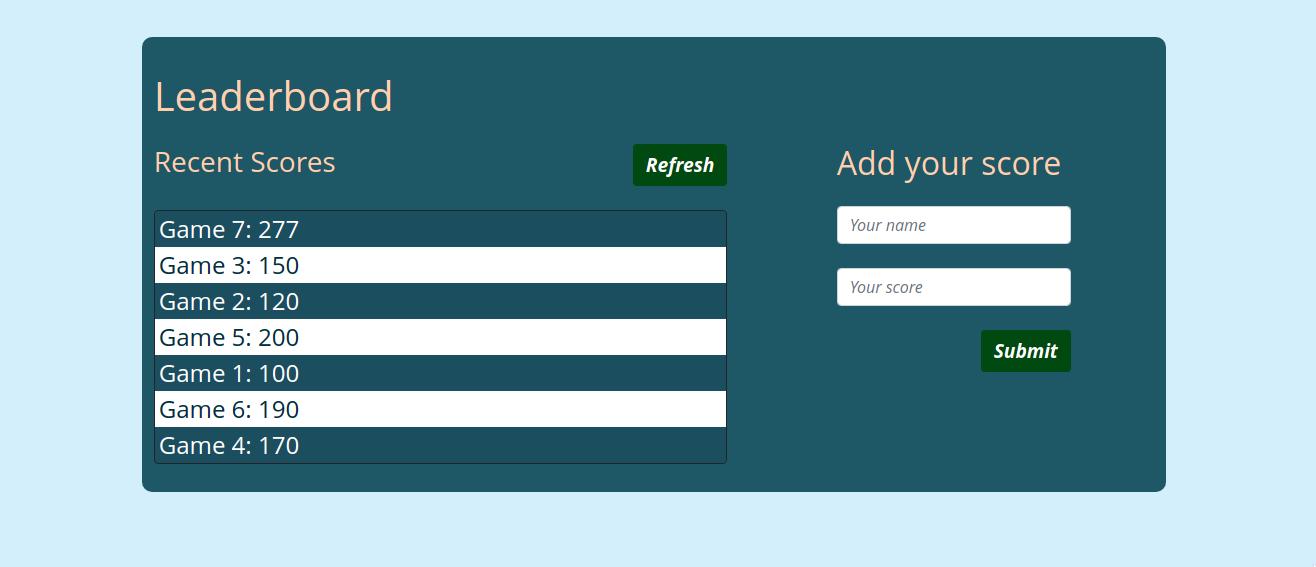 Leaderboard
Recent Scores
Refresh
Game 7: 277
Game 3: 150
Game 2: 120
Game 5: 200
Game 1: 100
Game 6: 190
Game 4: 170
Add your score
Your name
Your score
Submit